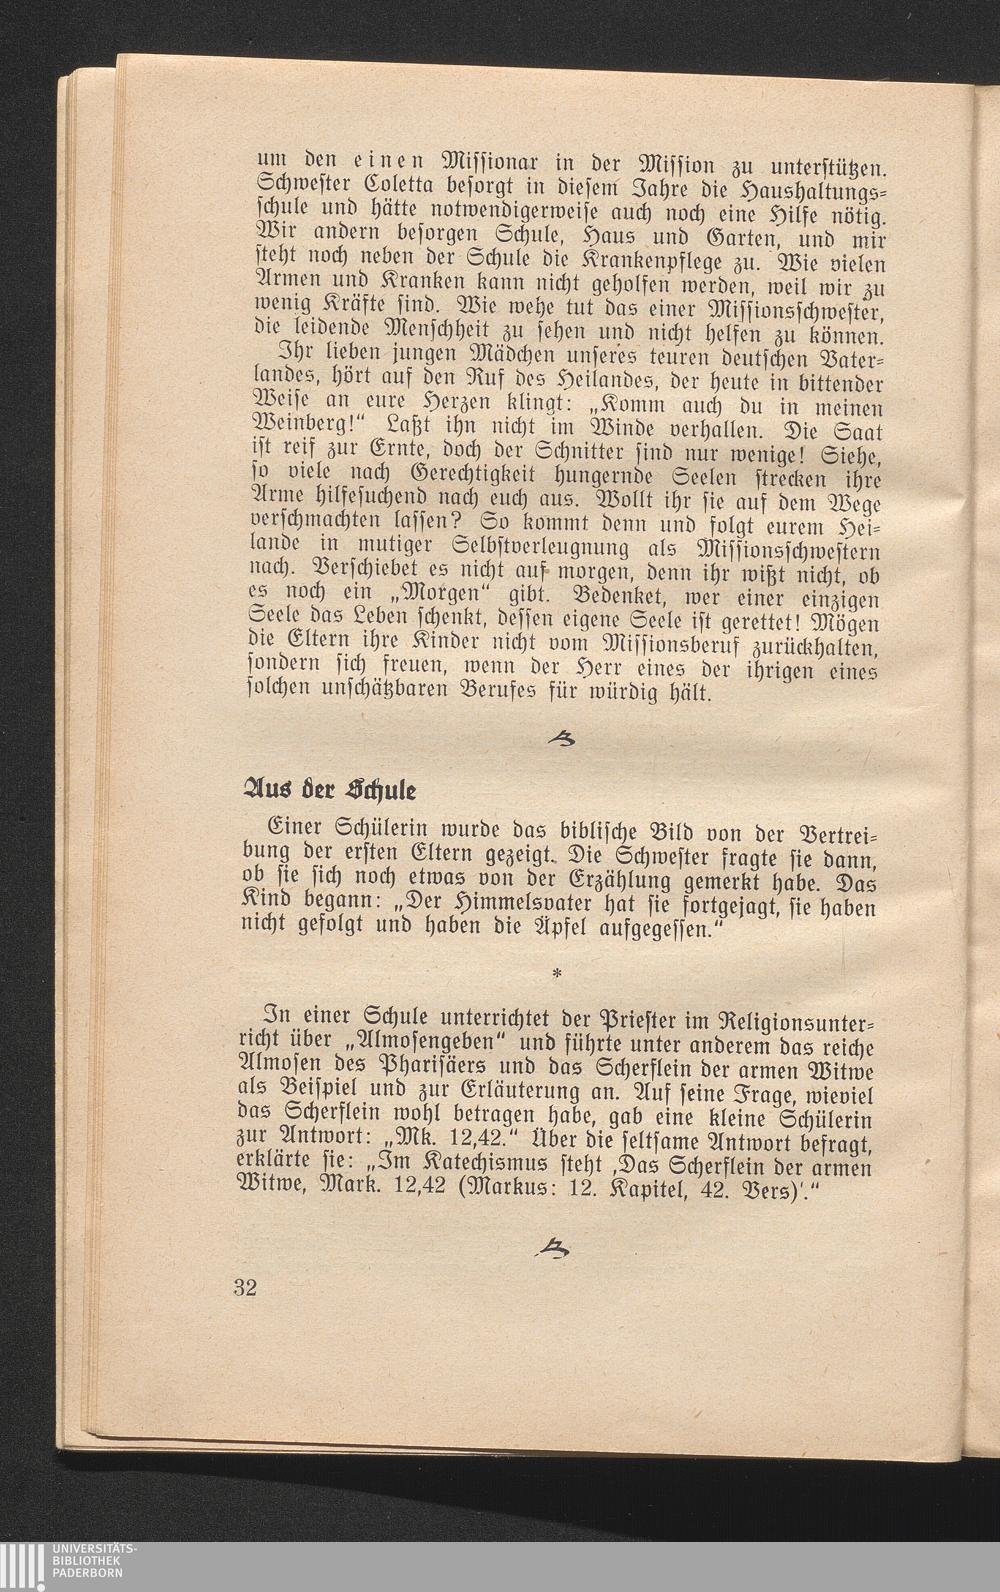 um den einen Missionar in der Mission zu unterstützen.
Schwester Coletta besorgt in diesem Jahre die Haushaltungs-
schule und hätte notwendigerweise auch noch eine Hilfe nötig.
Wir andern besorgen Schule, Haus und Garten, und mir
steht noch neben der Schule die Krankenpflege zu. Wie vielen
Armen und Kranken kann nicht geholfen werden, weil wir zu
wenig Kräfte sind. Wie wehe tut das einer Missionsschwester,
die leidende Menschheit zu sehen und nicht helfen zu können.
Ihr lieben jungen Mädchen unseres teuren deutschen Vater-
landes, hört auf den Ruf des Heilandes, der heute in bittender
Weise an eure Herzen klingt: „Komm auch du in meinen
Weinberg!“ Laßt ihn nicht im Winde verhallen. Die Saat
ist reif zur Ernte, doch der Schnitter sind nur wenige! Siehe,
so viele nach Gerechtigkeit hungernde Seelen strecken ihre
Arme hilfesuchend nach euch aus. Wollt ihr sie auf dem Wege
verschmachten lassen? So kommt denn und folgt eurem Hei-
lande in mutiger Selbstverleugnung als Missionsschwestern
nach. Verschiebet es nicht auf morgen, denn ihr wißt nicht, ob
es noch ein „Morgen“ gibt. Bedenket, wer einer einzigen
Seele das Leben schenkt, dessen eigene Seele ist gerettet! Mögen
die Eltern ihre Kinder nicht vom Missionsberuf zurückhalten,
sondern sich freuen, wenn der Herr eines der ihrigen eines
solchen unschätzbaren Berufes für würdig hält.
Aus der Schule
Einer Schülerin wurde das biblische Bild von der Vertrei-
bung der ersten Eltern gezeigt. Die Schwester fragte sie dann,
ob sie sich noch etwas von der Erzählung gemerkt habe. Das
Kind begann: „Der Himmelsvater hat sie fortgejagt, sie haben
nicht gefolgt und haben die Äpfel aufgegessen.“
*
In einer Schule unterrichtet der Priester im Religionsunter-
richt über „Almosengeben“ und führte unter anderem das reiche
Almosen des Pharisäers und das Scherflein der armen Witwe
als Beispiel und zur Erläuterung an. Auf seine Frage, wieviel
das Scherflein wohl betragen habe, gab eine kleine Schülerin
zur Antwort: „Mk. 12,42.“ Über die seltsame Antwort befragt,
erklärte sie: „Im Katechismus steht ‚Das Scherflein der armen
Witwe, Mark. 12,42 (Markus: 12. Kapitel, 42. Vers)‘.“
32
UNIVERSITÄTS-
BIBLIOTHEK
PADERBORN